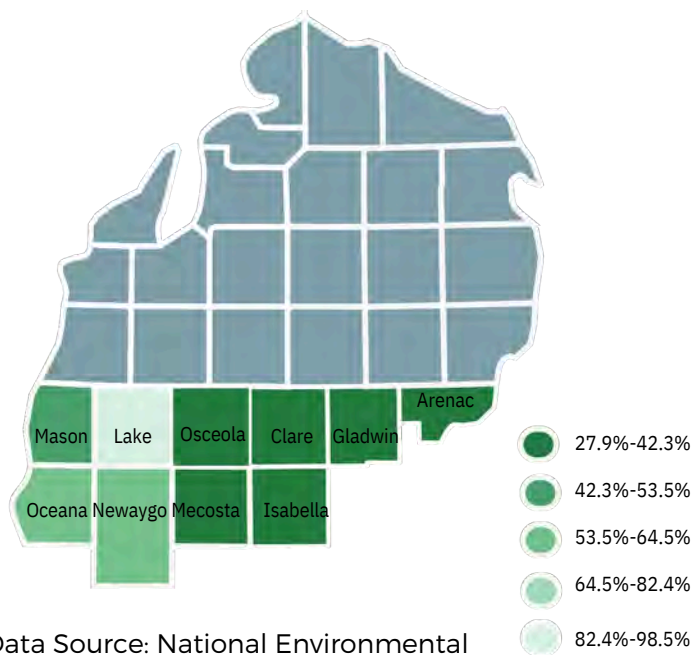 Arenac
Mason Lake Osceola Clare Gladwin
Oceana Newaygo Mecosta Isabella
27.9%-42.3%
42.3%-53.5%
53.5%-64.5%
64.5%-82.4%
82.4%-98.5%
Data Source: National Environmental